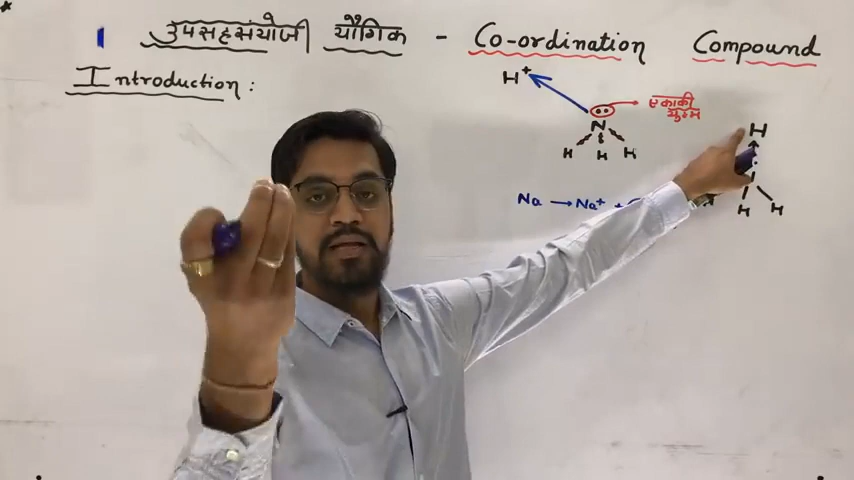 1 उपसहसंयोजी यौगिक - Co-ordination Compound
Introduction :
H+
एकाकी
युग्म
N
H H H
H
Na → Na+ +
H H